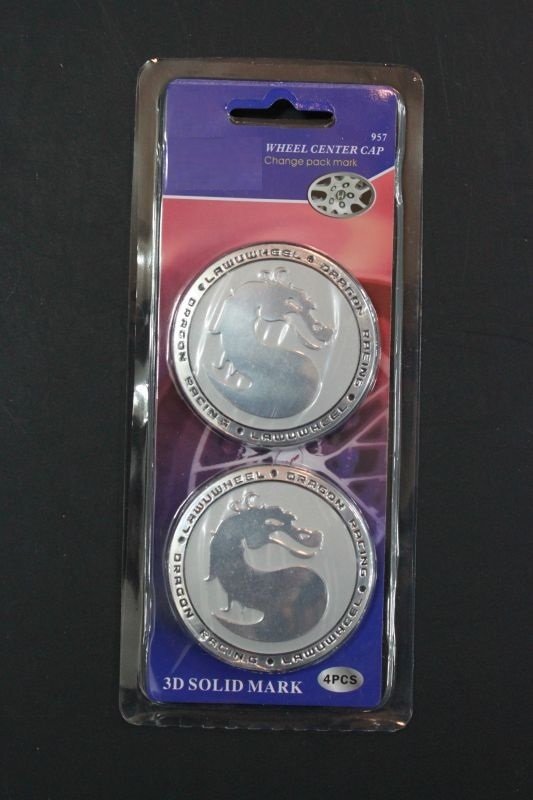 957
WHEEL CENTER CAP
Change pack mark
LAWUWHEEL DRAGON RACING LAWUWHEEL DRAGON RACING
LAWUWHEEL DRAGON RACING LAWUWHEEL DRAGON RACING
3D SOLID MARK
4PCS